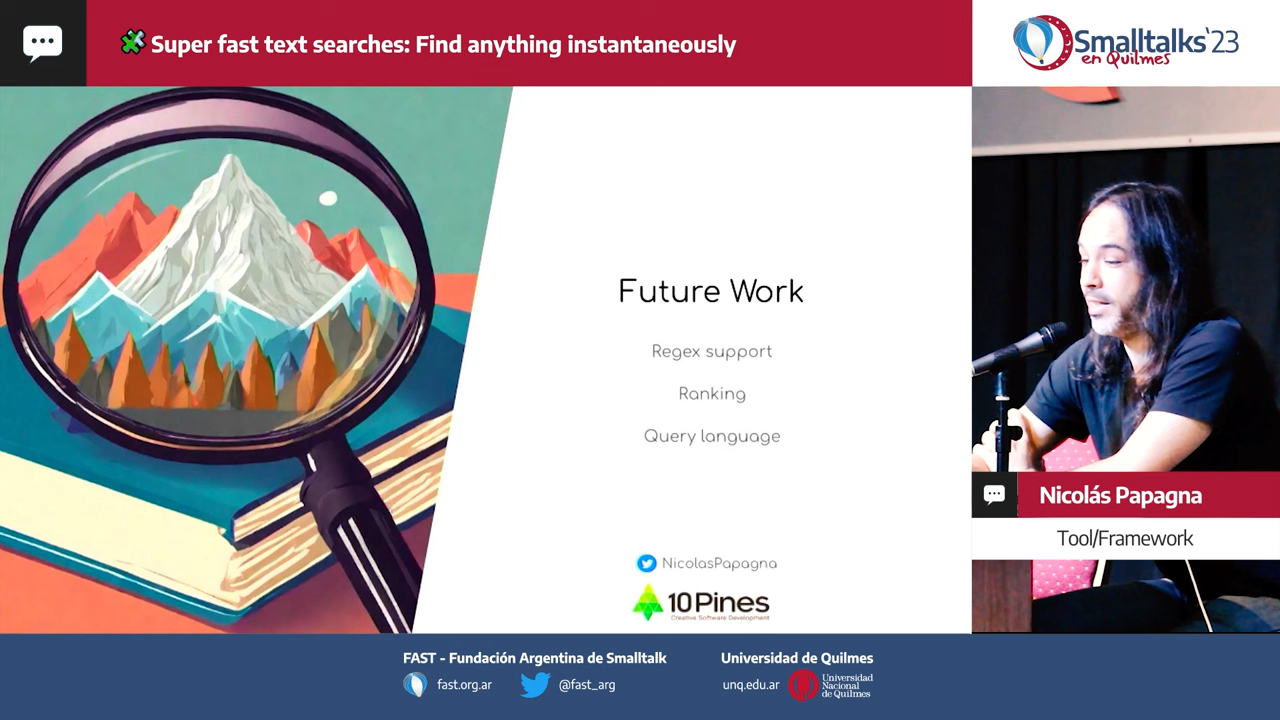 Super fast text searches: Find anything instantaneously
Smalltalks'23
en Quilmes
Future Work
Regex support
Ranking
Query language
NicolasPapagna
10Pines
Creative Software Development
Nicolás Papagna
Tool/Framework
FAST - Fundación Argentina de Smalltalk
fast.org.ar
@fast_arg
Universidad de Quilmes
unq.edu.ar
Universidad
Nacional
de Quilmes